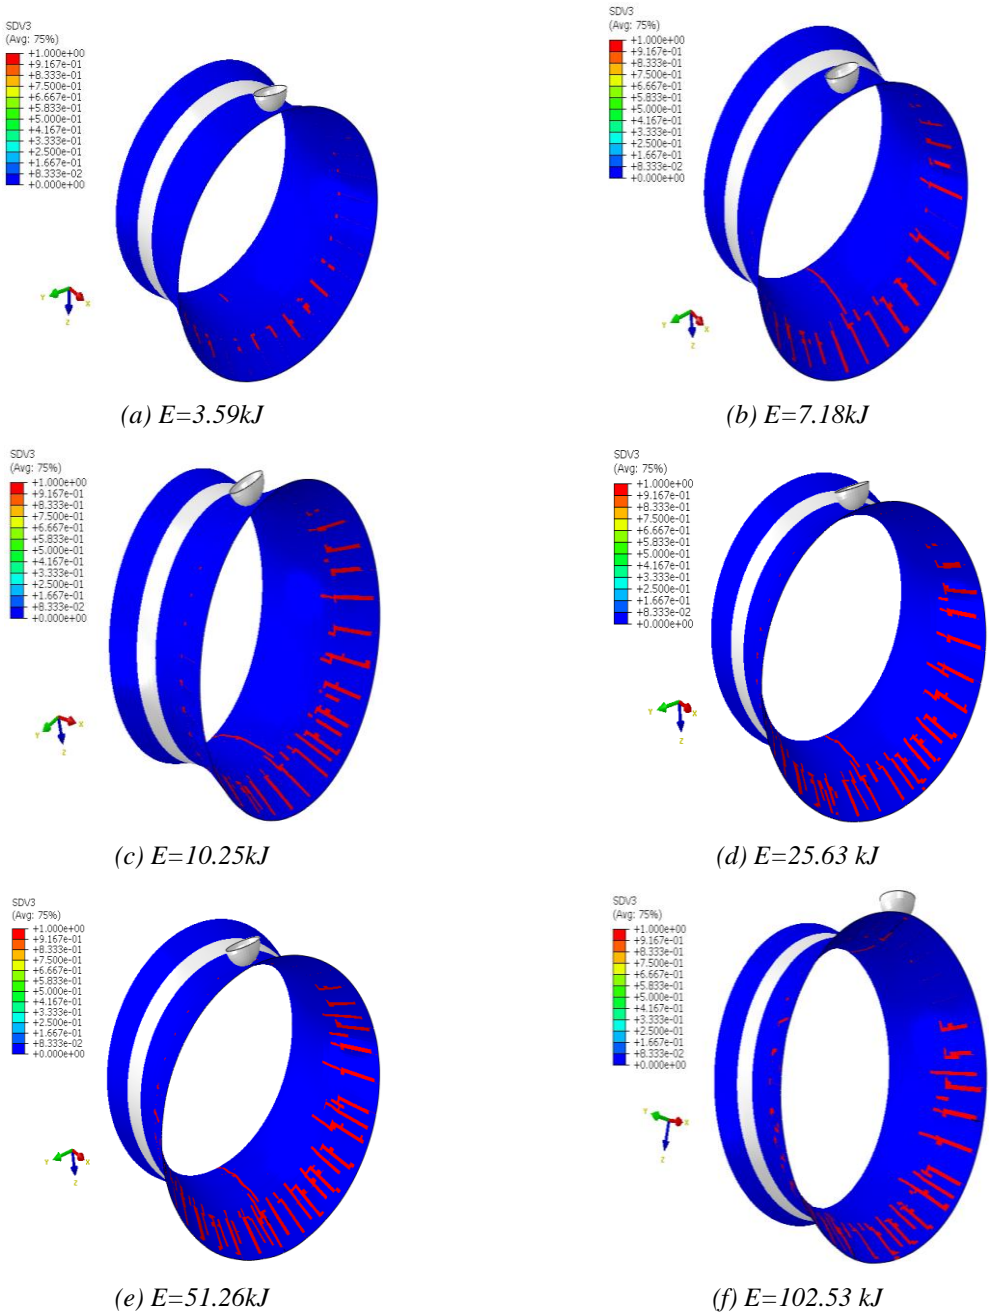 SDV3
(Avg: 75%)
+1.000e+00
+9.167e-01
+8.333e-01
+7.500e-01
+6.667e-01
+5.833e-01
+5.000e-01
+4.167e-01
+3.333e-01
+2.500e-01
+1.667e-01
+8.333e-02
+0.000e+00
Y
X
Z
(a) E=3.59kJ
SDV3
(Avg: 75%)
+1.000e+00
+9.167e-01
+8.333e-01
+7.500e-01
+6.667e-01
+5.833e-01
+5.000e-01
+4.167e-01
+3.333e-01
+2.500e-01
+1.667e-01
+8.333e-02
+0.000e+00
Y
X
Z
(b) E=7.18kJ
SDV3
(Avg: 75%)
+1.000e+00
+9.167e-01
+8.333e-01
+7.500e-01
+6.667e-01
+5.833e-01
+5.000e-01
+4.167e-01
+3.333e-01
+2.500e-01
+1.667e-01
+8.333e-02
+0.000e+00
Y
X
Z
(c) E=10.25kJ
SDV3
(Avg: 75%)
+1.000e+00
+9.167e-01
+8.333e-01
+7.500e-01
+6.667e-01
+5.833e-01
+5.000e-01
+4.167e-01
+3.333e-01
+2.500e-01
+1.667e-01
+8.333e-02
+0.000e+00
Y
X
Z
(d) E=25.63 kJ
SDV3
(Avg: 75%)
+1.000e+00
+9.167e-01
+8.333e-01
+7.500e-01
+6.667e-01
+5.833e-01
+5.000e-01
+4.167e-01
+3.333e-01
+2.500e-01
+1.667e-01
+8.333e-02
+0.000e+00
Y
X
Z
(e) E=51.26kJ
SDV3
(Avg: 75%)
+1.000e+00
+9.167e-01
+8.333e-01
+7.500e-01
+6.667e-01
+5.833e-01
+5.000e-01
+4.167e-01
+3.333e-01
+2.500e-01
+1.667e-01
+8.333e-02
+0.000e+00
Y
X
Z
(f) E=102.53 kJ